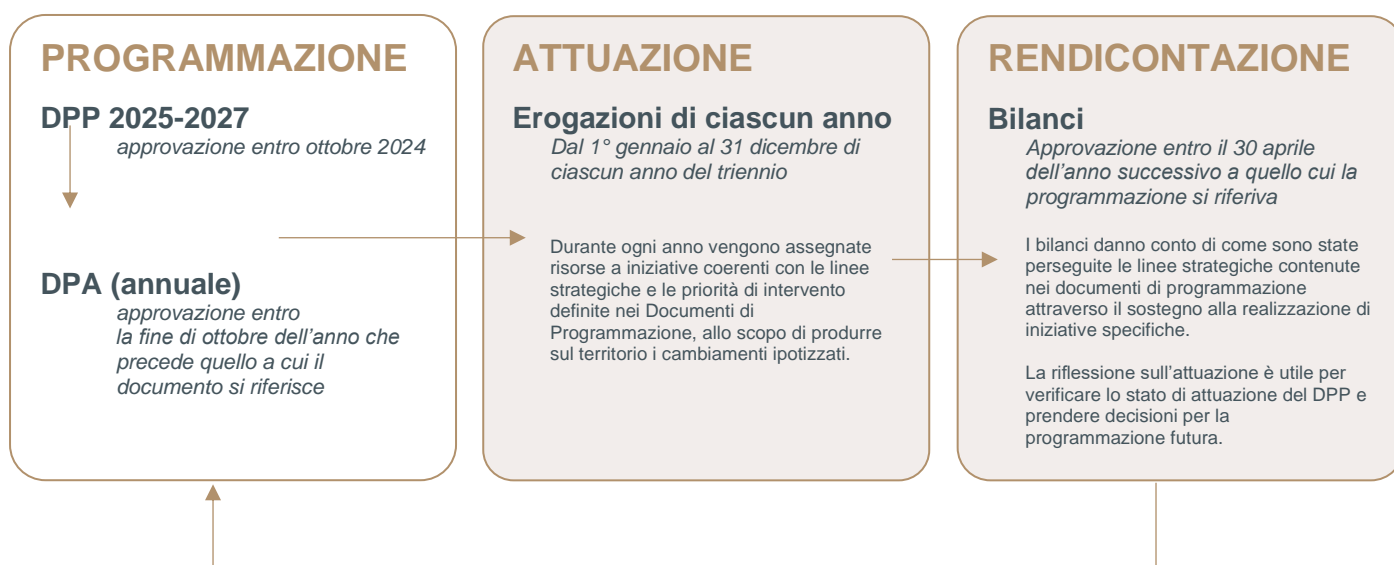 PROGRAMMAZIONE
DPP 2025-2027
approvazione entro ottobre 2024
DPA (annuale)
approvazione entro
la fine di ottobre dell’anno che
precede quello a cui il
documento si riferisce
ATTUAZIONE
Erogazioni di ciascun anno
Dal 1° gennaio al 31 dicembre di
ciascun anno del triennio
Durante ogni anno vengono assegnate
risorse a iniziative coerenti con le linee
strategiche e le priorità di intervento
definite nei Documenti di
Programmazione, allo scopo di produrre
sul territorio i cambiamenti ipotizzati.
RENDICONTAZIONE
Bilanci
Approvazione entro il 30 aprile
dell’anno successivo a quello cui la
programmazione si riferiva
I bilanci danno conto di come sono state
perseguite le linee strategiche contenute
nei documenti di programmazione
attraverso il sostegno alla realizzazione di
iniziative specifiche.
La riflessione sull’attuazione è utile per
verificare lo stato di attuazione del DPP e
prendere decisioni per la
programmazione futura.